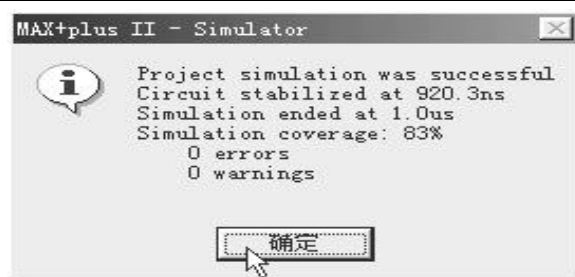 MAX+plus II - Simulator
Project simulation was successful
Circuit stabilized at 920.3ns
Simulation ended at 1.0us
Simulation coverage: 83%
0 errors
0 warnings
确定